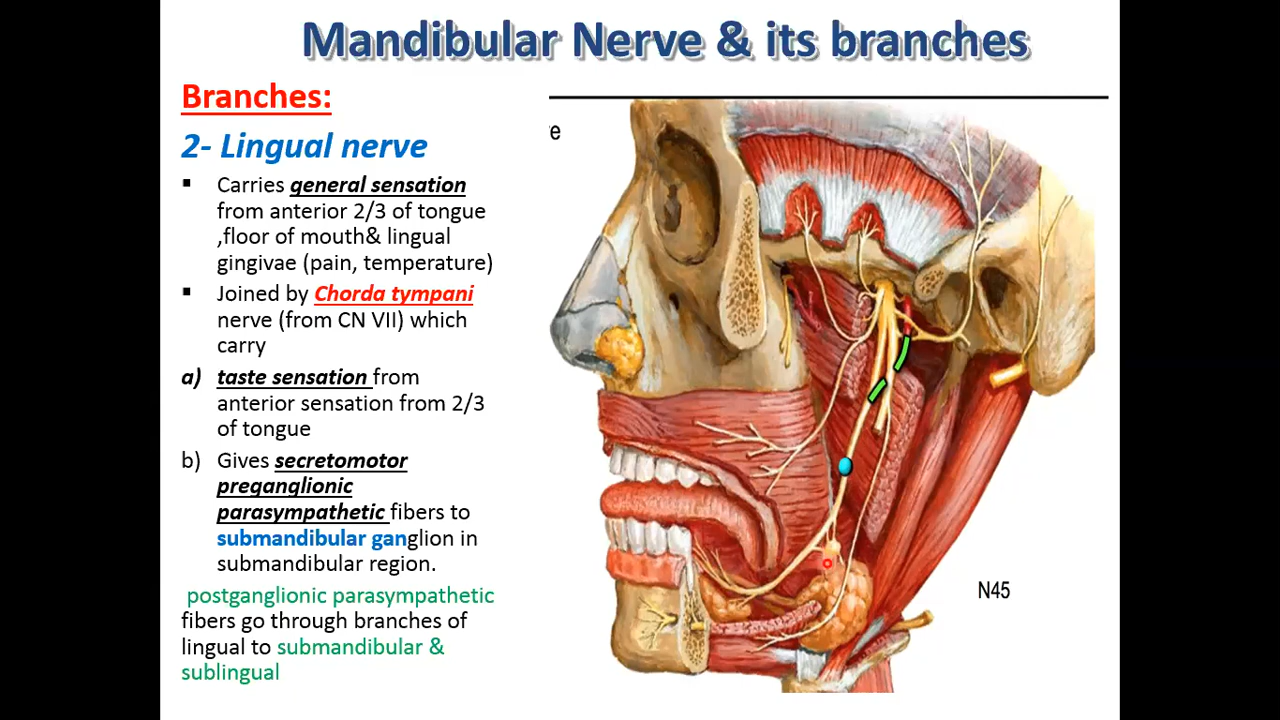 Mandibular Nerve & its branches
Branches:
e
2- Lingual nerve
▪ Carries general sensation
from anterior 2/3 of tongue
,floor of mouth& lingual
gingivae (pain, temperature)
▪ Joined by Chorda tympani
nerve (from CN VII) which
carry
a) taste sensation from
anterior sensation from 2/3
of tongue
b) Gives secretomotor
preganglionic
parasympathetic fibers to
submandibular ganglion in
submandibular region.
postganglionic parasympathetic
fibers go through branches of
lingual to submandibular &
sublingual
N45